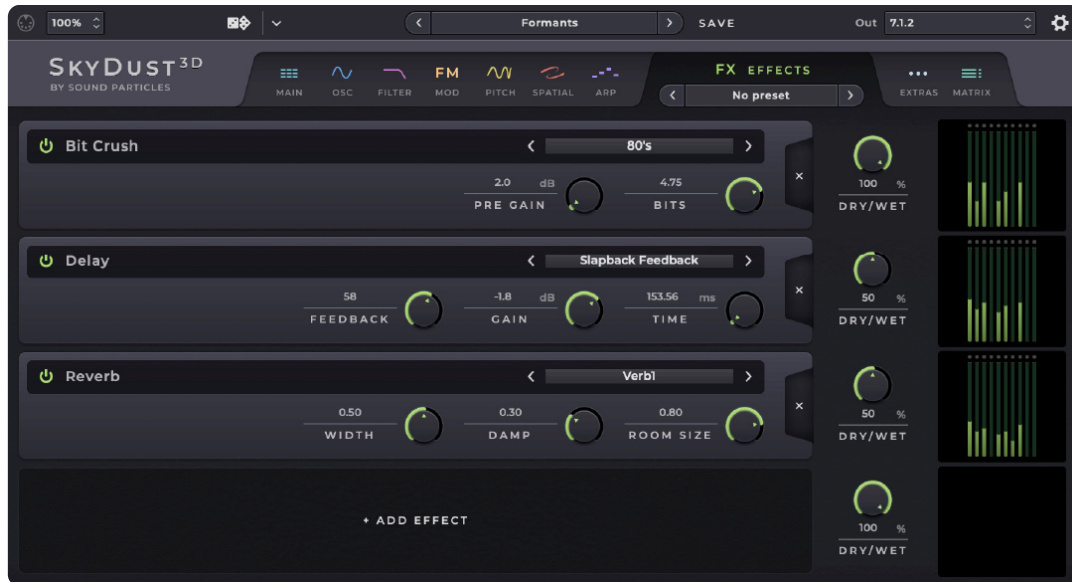 100%
Formants
SAVE
Out 7.1.2
SKYDUST3D
BY SOUND PARTICLES
MAIN
OSC
FILTER
FM
MOD
PITCH
SPATIAL
ARP
FX EFFECTS
No preset
EXTRAS
MATRIX
Bit Crush
80's
2.0 dB
PRE GAIN
4.75
BITS
100 %
DRY/WET
Delay
Slapback Feedback
58
FEEDBACK
-1.8 dB
GAIN
153.56 ms
TIME
50 %
DRY/WET
Reverb
Verb1
0.50
WIDTH
0.30
DAMP
0.80
ROOM SIZE
50 %
DRY/WET
+ ADD EFFECT
100 %
DRY/WET